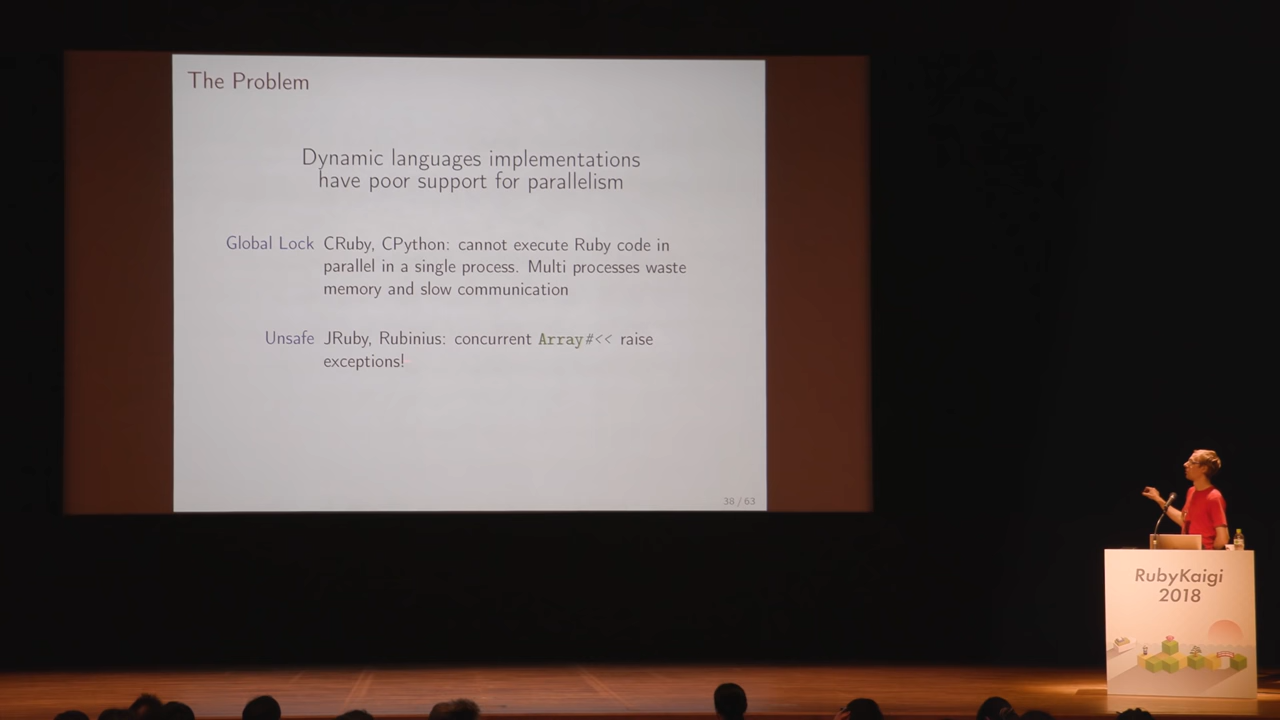 The Problem
Dynamic languages implementations
have poor support for parallelism
Global Lock CRuby, CPython: cannot execute Ruby code in
parallel in a single process. Multi processes waste
memory and slow communication
Unsafe JRuby, Rubinius: concurrent Array#<< raise
exceptions!
38 / 63
RubyKaigi
2018